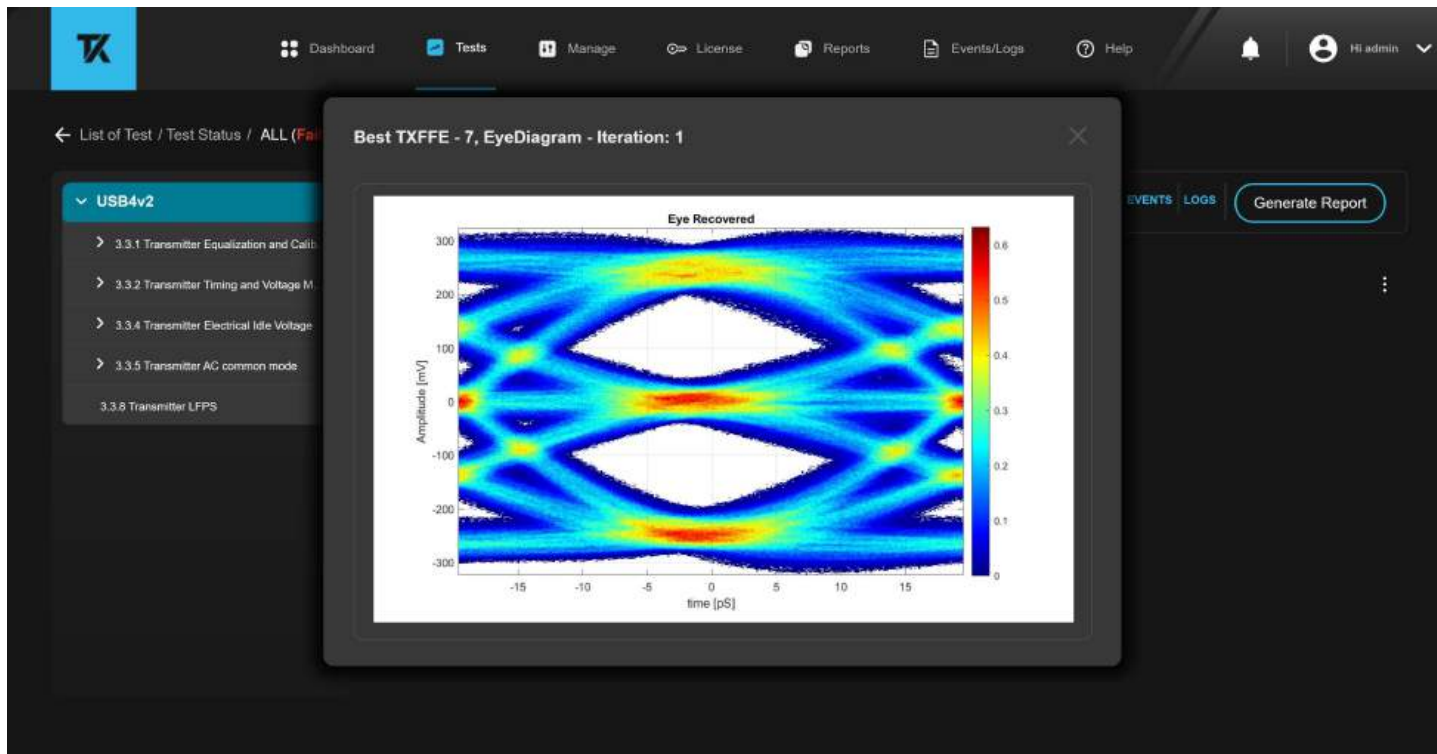 TX
Dashboard
Tests
Manage
License
Reports
Events/Logs
Help
Hi admin
List of Test / Test Status / ALL (Fail
Best TXFFE - 7, EyeDiagram - Iteration: 1
USB4v2
3.3.1 Transmitter Equalization and Calib
3.3.2 Transmitter Timing and Voltage M...
3.3.4 Transmitter Electrical Idle Voltage
3.3.5 Transmitter AC common mode
3.3.8 Transmitter LFPS
EVENTS
LOGS
Generate Report
Eye Recovered
Amplitude [mV]
300
200
100
0
-100
-200
-300
-15
-10
-5
0
5
10
15
time [pS]
0.6
0.5
0.4
0.3
0.2
0.1
0